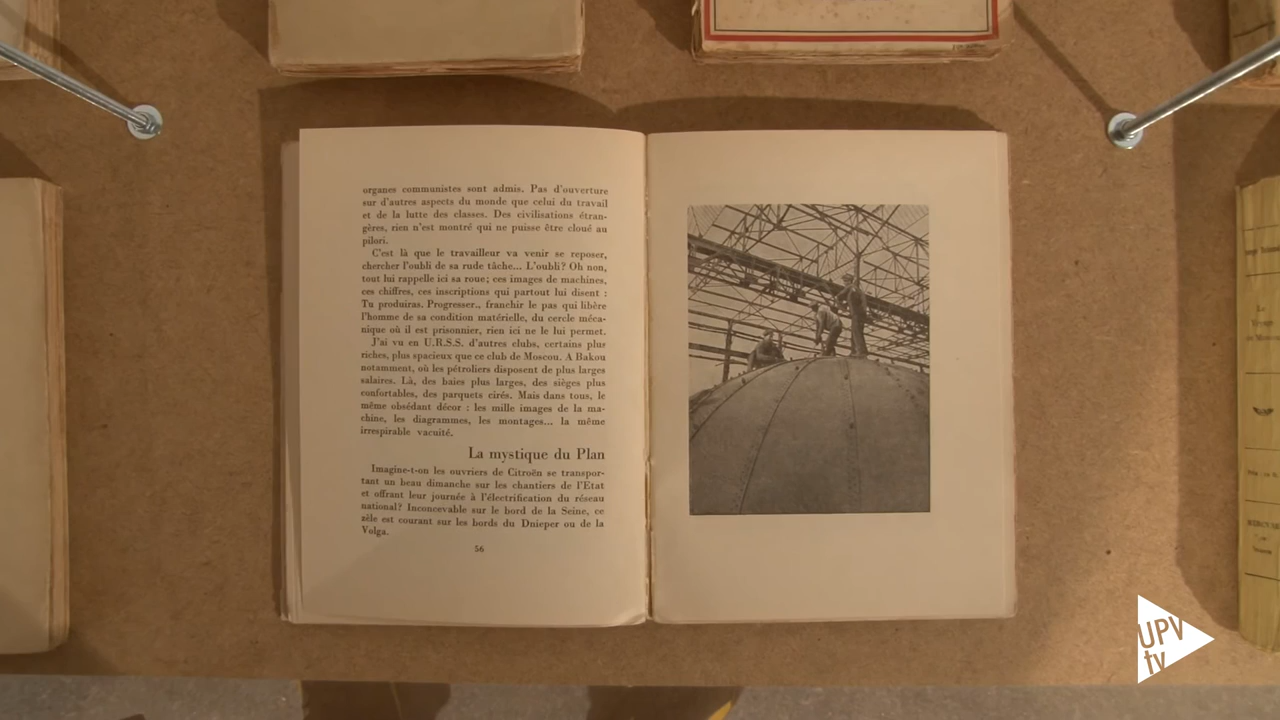 organes communistes sont admis. Pas d'ouverture
sur d'autres aspects du monde que celui du travail
et de la lutte des classes. Des civilisations étran-
gères, rien n'est montré qui ne puisse être cloué au
pilori.
C'est là que le travailleur va venir se reposer,
chercher l'oubli de sa rude tâche... L'oubli? Oh non,
tout lui rappelle ici sa roue; ces images de machines,
ces chiffres, ces inscriptions qui partout lui disent :
Tu produiras. Progresser., franchir le pas qui libère
l'homme de sa condition matérielle, du cercle méca-
nique où il est prisonnier, rien ici ne le lui permet.
J'ai vu en U.R.S.S. d'autres clubs, certains plus
riches, plus spacieux que ce club de Moscou. A Bakou
notamment, où les pétroliers disposent de plus larges
salaires. Là, des baies plus larges, des sièges plus
confortables, des parquets cirés. Mais dans tous, le
même obsédant décor : les mille images de la ma-
chine, les diagrammes, les montages... la même
irrespirable vacuité.
La mystique du Plan
Imagine-t-on les ouvriers de Citroën se transpor-
tant un beau dimanche sur les chantiers de l'Etat
et offrant leur journée à l'électrification du réseau
national? Inconcevable sur le bord de la Seine, ce
zèle est courant sur les bords du Dnieper ou de la
Volga.
56
UPV
tv